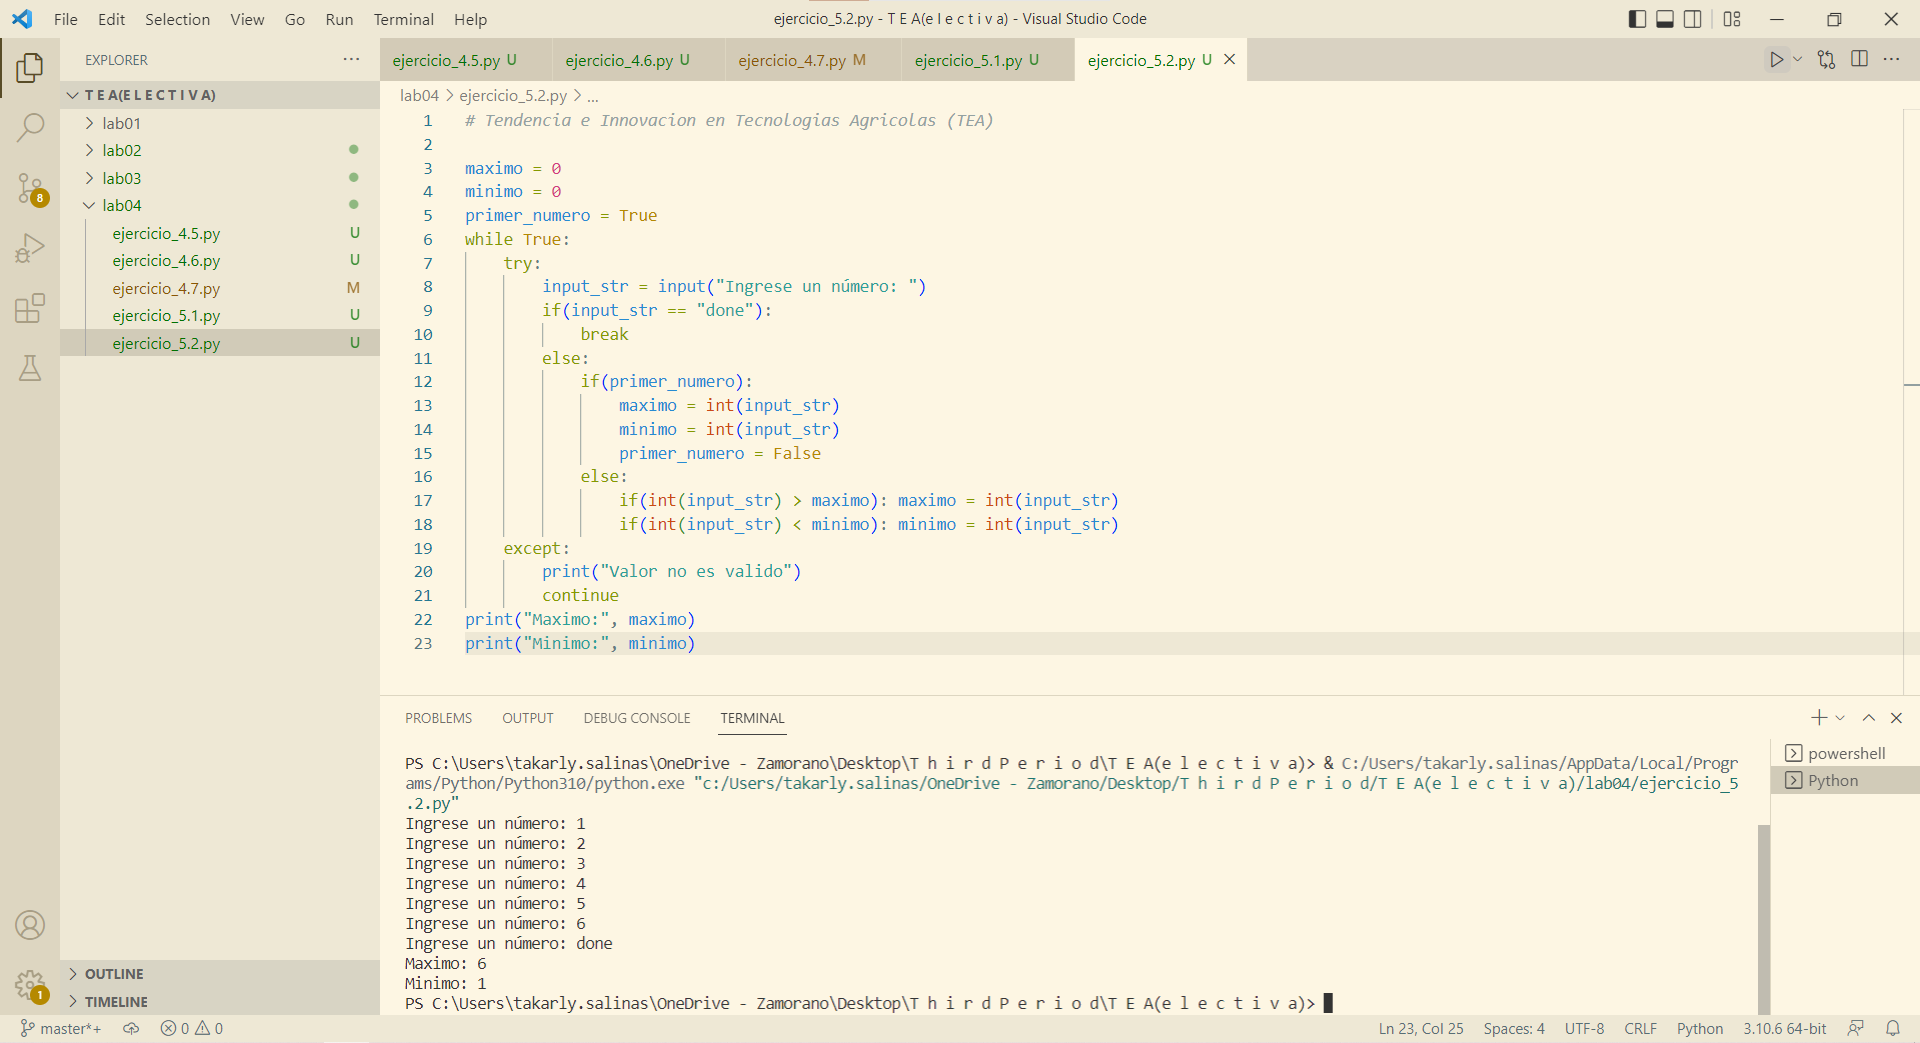 File Edit Selection View Go Run Terminal Help
ejercicio_5.2.py - T E A(e l e c t i v a) - Visual Studio Code
EXPLORER
ejercicio_4.5.py U ejercicio_4.6.py U ejercicio_4.7.py M ejercicio_5.1.py U ejercicio_5.2.py U
T E A(E L E C T I V A)
lab01
lab02
lab03
lab04
ejercicio_4.5.py U
ejercicio_4.6.py U
ejercicio_4.7.py M
ejercicio_5.1.py U
ejercicio_5.2.py U
8
lab04 > ejercicio_5.2.py > ...
1 # Tendencia e Innovacion en Tecnologias Agricolas (TEA)
2
3 maximo = 0
4 minimo = 0
5 primer_numero = True
6 while True:
7 try:
8 input_str = input("Ingrese un número: ")
9 if(input_str == "done"):
10 break
11 else:
12 if(primer_numero):
13 maximo = int(input_str)
14 minimo = int(input_str)
15 primer_numero = False
16 else:
17 if(int(input_str) > maximo): maximo = int(input_str)
18 if(int(input_str) < minimo): minimo = int(input_str)
19 except:
20 print("Valor no es valido")
21 continue
22 print("Maximo:", maximo)
23 print("Minimo:", minimo)
PROBLEMS OUTPUT DEBUG CONSOLE TERMINAL
PS C:\Users\takarly.salinas\OneDrive - Zamorano\Desktop\T h i r d P e r i o d\T E A(e l e c t i v a)> & C:/Users/takarly.salinas/AppData/Local/Progr
ams/Python/Python310/python.exe "c:/Users/takarly.salinas/OneDrive - Zamorano/Desktop/T h i r d P e r i o d/T E A(e l e c t i v a)/lab04/ejercicio_5
.2.py"
Ingrese un número: 1
Ingrese un número: 2
Ingrese un número: 3
Ingrese un número: 4
Ingrese un número: 5
Ingrese un número: 6
Ingrese un número: done
Maximo: 6
Minimo: 1
PS C:\Users\takarly.salinas\OneDrive - Zamorano\Desktop\T h i r d P e r i o d\T E A(e l e c t i v a)>
powershell
Python
OUTLINE
TIMELINE
1
master*+ 0 0
Ln 23, Col 25 Spaces: 4 UTF-8 CRLF Python 3.10.6 64-bit